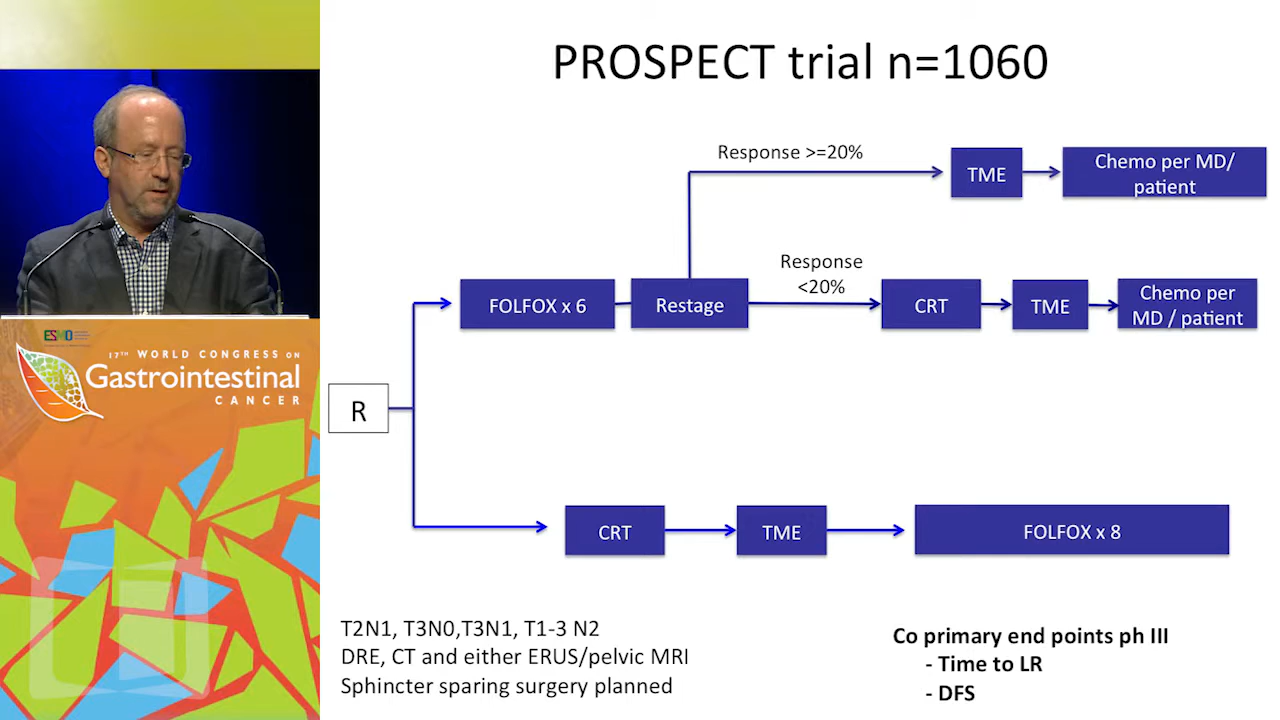 PROSPECT trial n=1060
Response >=20%
TME
Chemo per MD/
patient
Response
<20%
FOLFOX x 6
Restage
CRT
TME
Chemo per
MD / patient
R
CRT
TME
FOLFOX x 8
T2N1, T3N0,T3N1, T1-3 N2
DRE, CT and either ERUS/pelvic MRI
Sphincter sparing surgery planned
Co primary end points ph III
- Time to LR
- DFS
ESMO
17TH WORLD CONGRESS ON
Gastrointestinal
CANCER